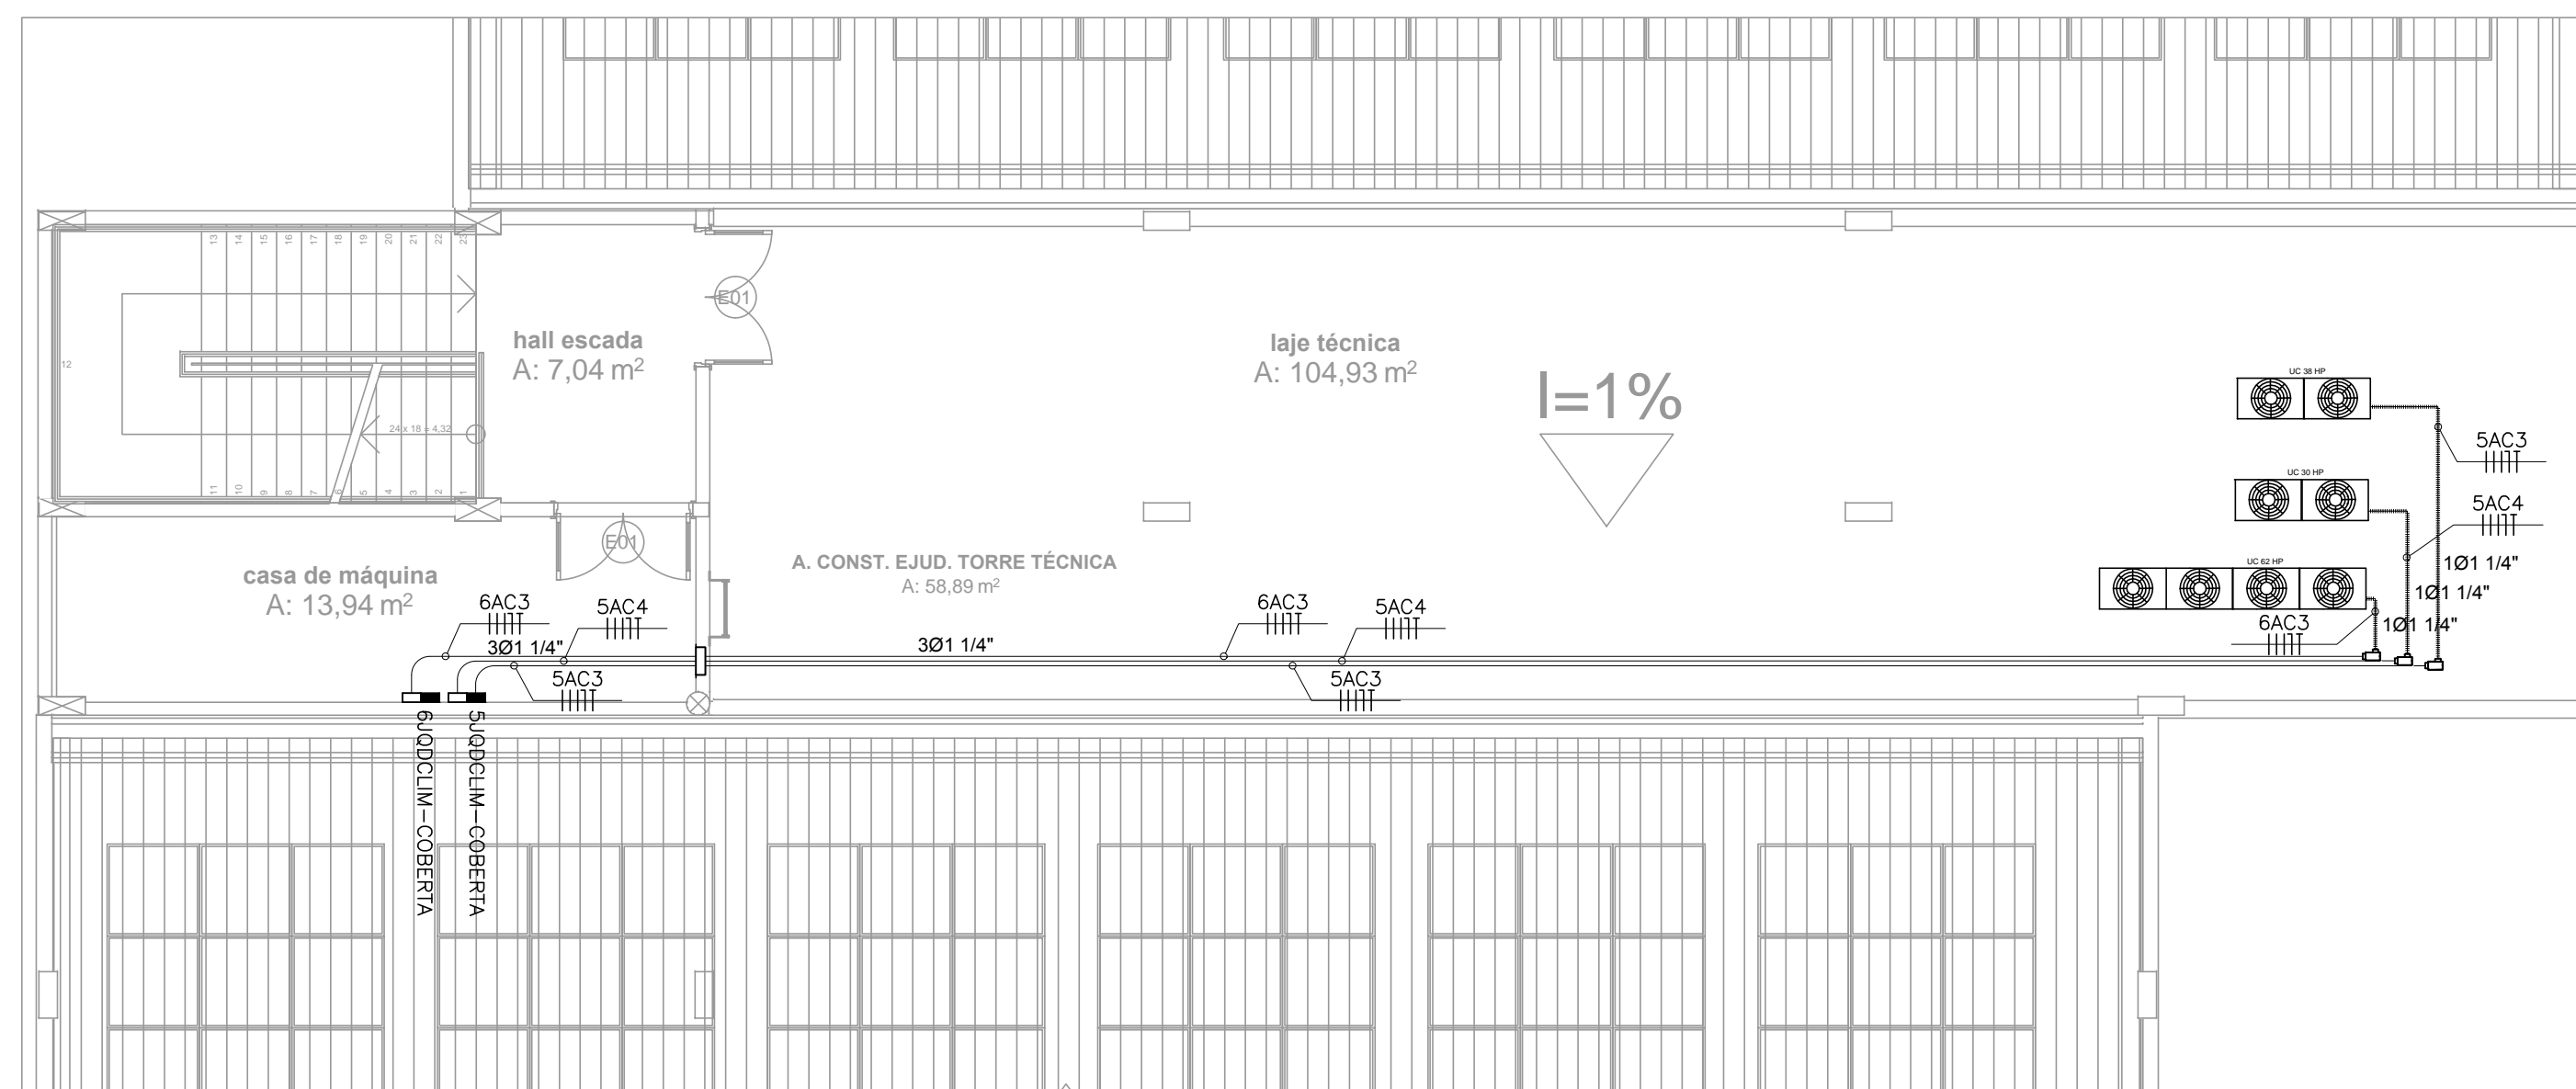 13
14
15
16
17
18
19
20
21
22
23
12
24 x 18 = 4,32
11
10
9
8
7
6
5
4
3
2
1
hall escada
A: 7,04 m²
E01
laje técnica
A: 104,93 m²
I=1%
UC 38 HP
5AC3
UC 30 HP
5AC4
1Ø1 1/4"
UC 62 HP
1Ø1 1/4"
6AC3
1Ø1 1/4"
E01
A. CONST. EJUD. TORRE TÉCNICA
A: 58,89 m²
casa de máquina
A: 13,94 m²
6AC3
5AC4
3Ø1 1/4"
5AC3
3Ø1 1/4"
6AC3
5AC4
5AC3
6JQDCLIM-COBERTA
5JQDCLIM-COBERTA